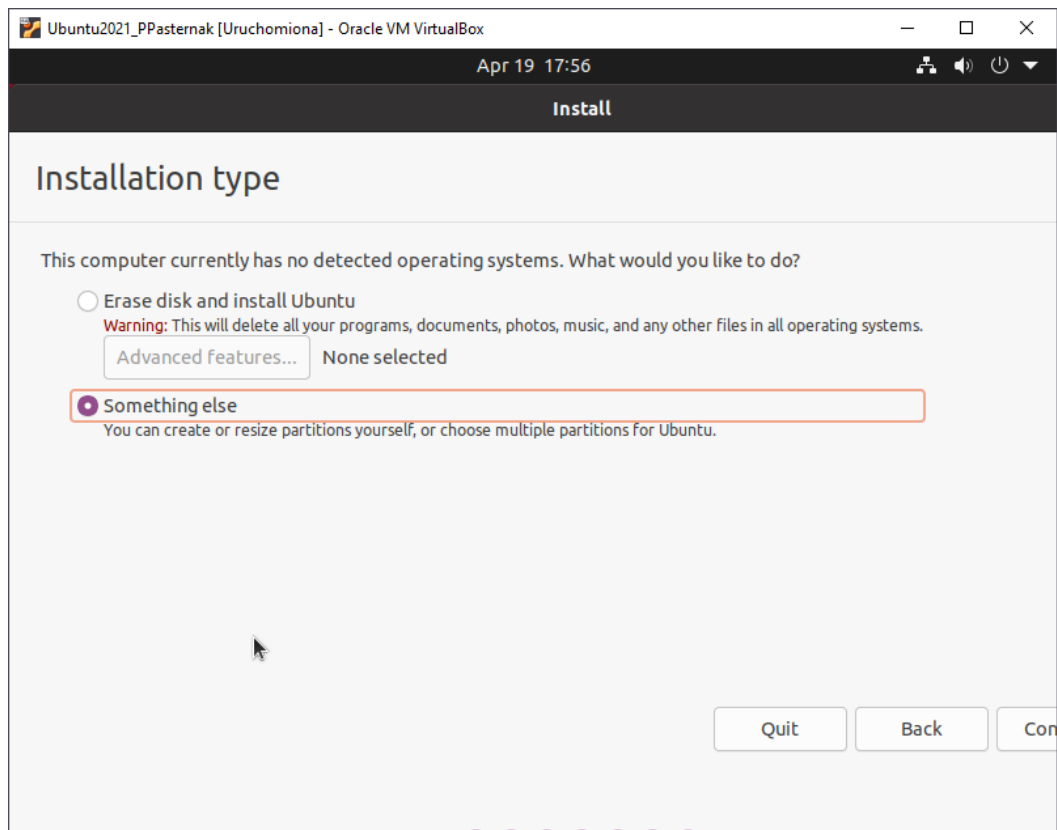 Ubuntu2021_PPasternak [Uruchomiona] - Oracle VM VirtualBox
Apr 19 17:56
Install
Installation type
This computer currently has no detected operating systems. What would you like to do?
Erase disk and install Ubuntu
Warning: This will delete all your programs, documents, photos, music, and any other files in all operating systems.
Advanced features... None selected
Something else
You can create or resize partitions yourself, or choose multiple partitions for Ubuntu.
Quit Back